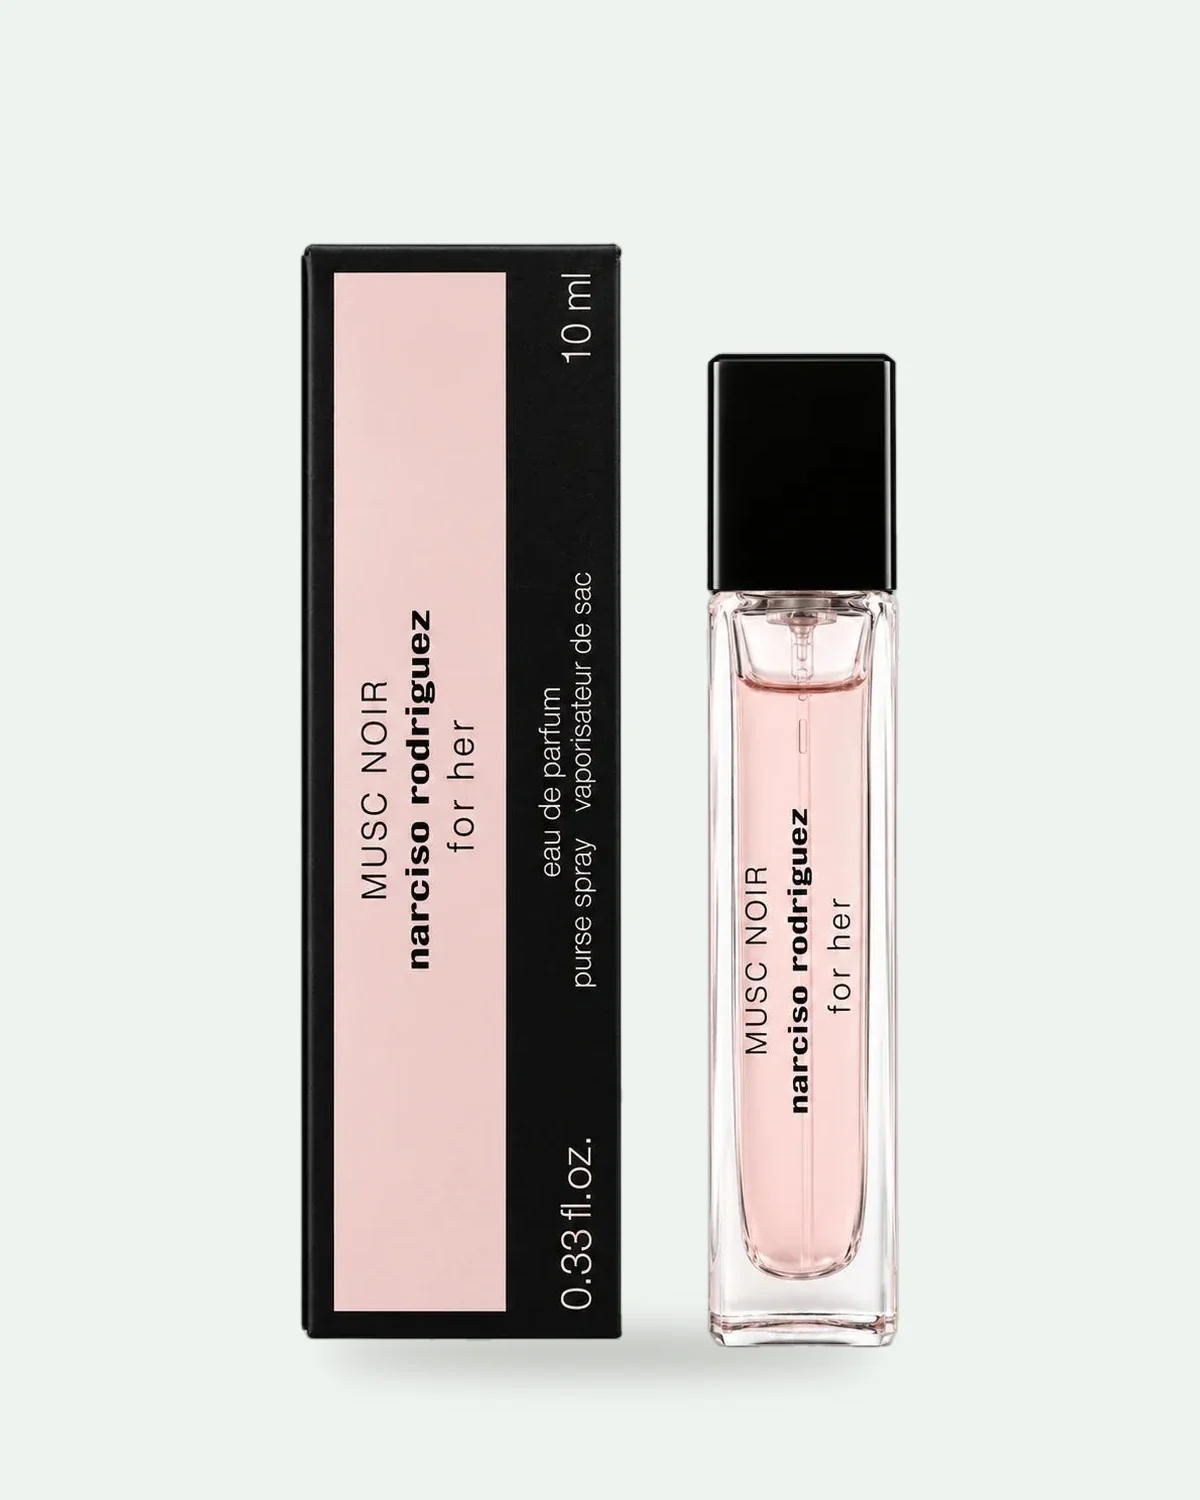 MUSC NOIR
narciso rodriguez
for her
eau de parfum
purse spray vaporisateur de sac
0.33 fl.oz. 10 ml
MUSC NOIR
narciso rodriguez
for her